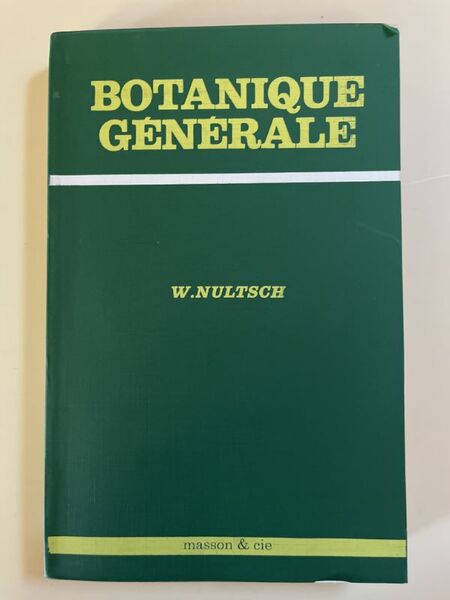 BOTANIQUE
GÉNÉRALE
W.NULTSCH
masson & cie